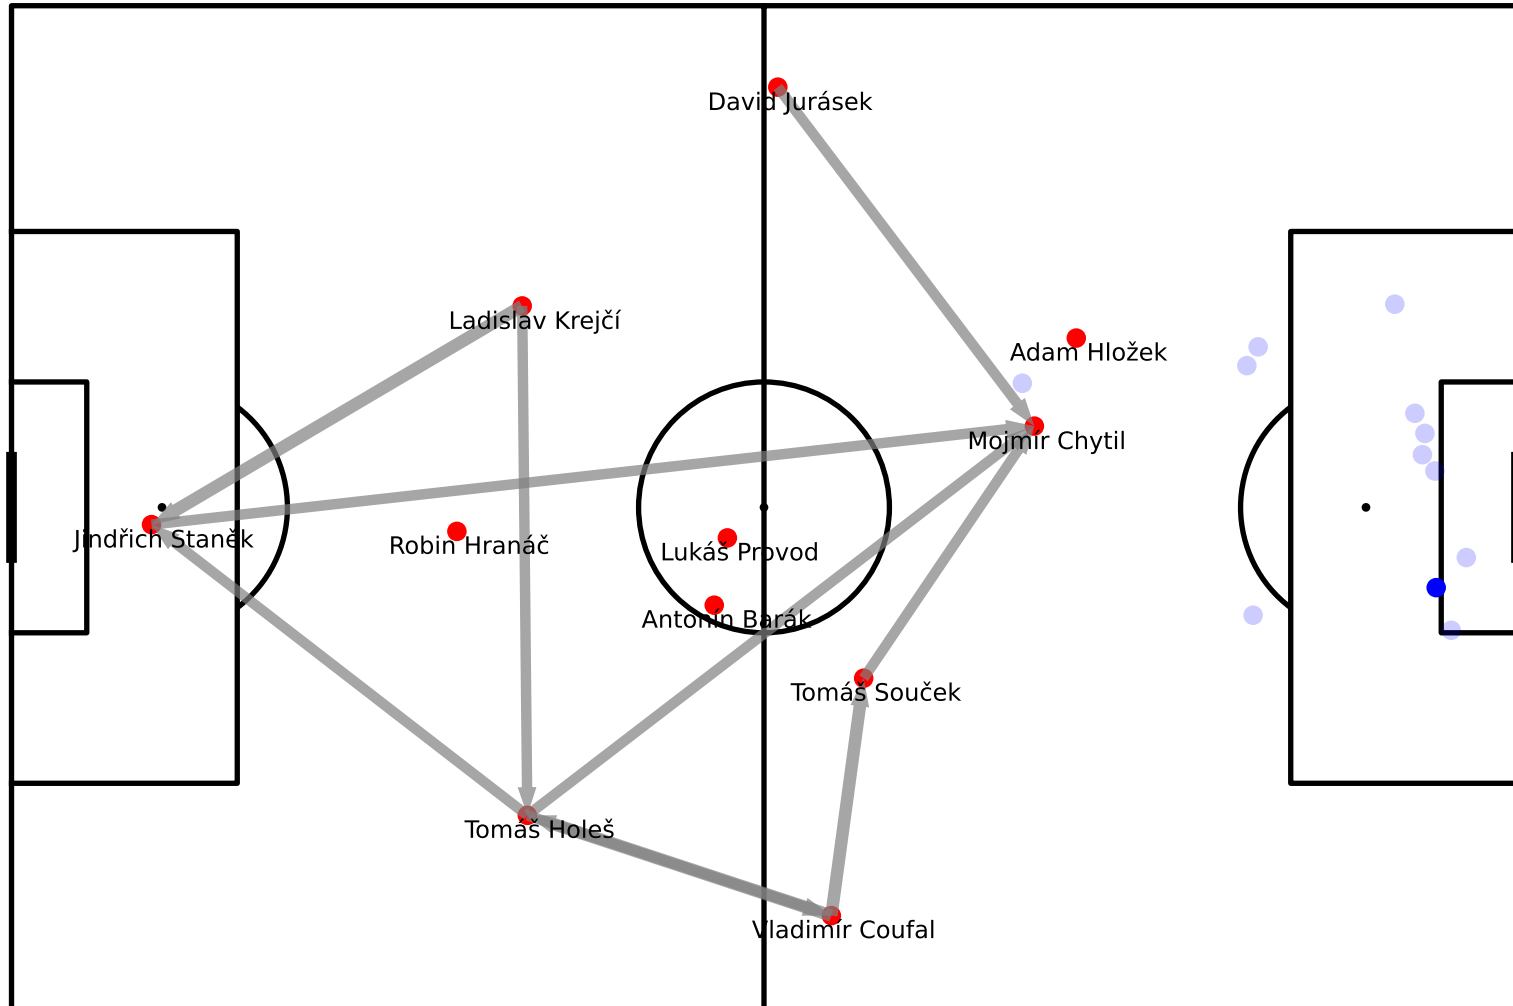 David Jurásek
Ladislav Krejčí
Adam Hložek
Mojmír Chytil
Jindřich Staněk
Robin Hranáč
Lukáš Provod
Antonín Barák
Tomáš Souček
Tomáš Holeš
Vladimír Coufal